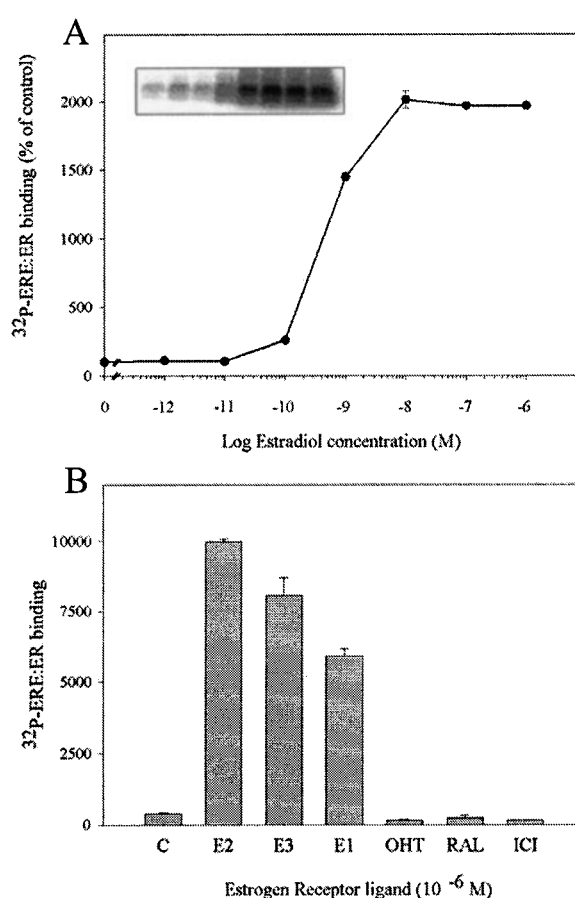 A
32P-ERE:ER binding (% of control)
2000
1500
1000
500
0
0 -12 -11 -10 -9 -8 -7 -6
Log Estradiol concentration (M)
B
32P-ERE:ER binding
10000
7500
5000
2500
0
C E2 E3 E1 OHT RAL ICI
Estrogen Receptor ligand (10 -6 M)